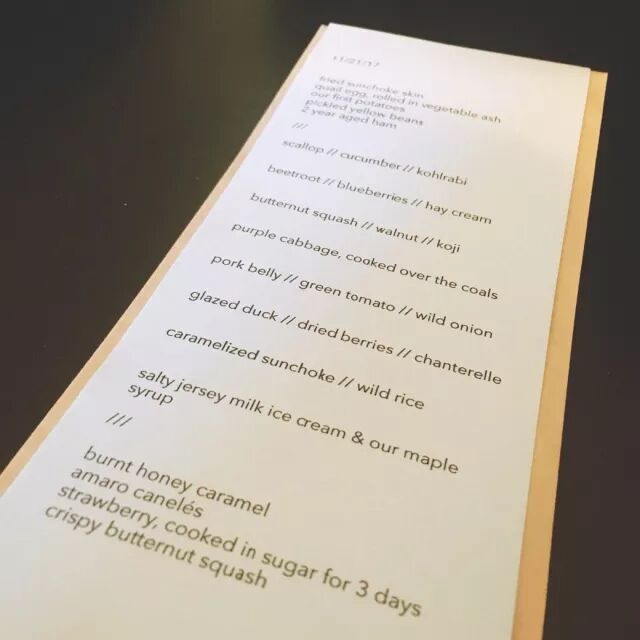 11/21/17
fried sunchoke skin
quail egg, rolled in vegetable ash
our first potatoes
pickled yellow beans
2 year aged ham
///
scallop // cucumber // kohlrabi
beetroot // blueberries // hay cream
butternut squash // walnut // koji
purple cabbage, cooked over the coals
pork belly // green tomato // wild onion
glazed duck // dried berries // chanterelle
caramelized sunchoke // wild rice
salty jersey milk ice cream & our maple
syrup
///
burnt honey caramel
amaro canelés
strawberry, cooked in sugar for 3 days
crispy butternut squash